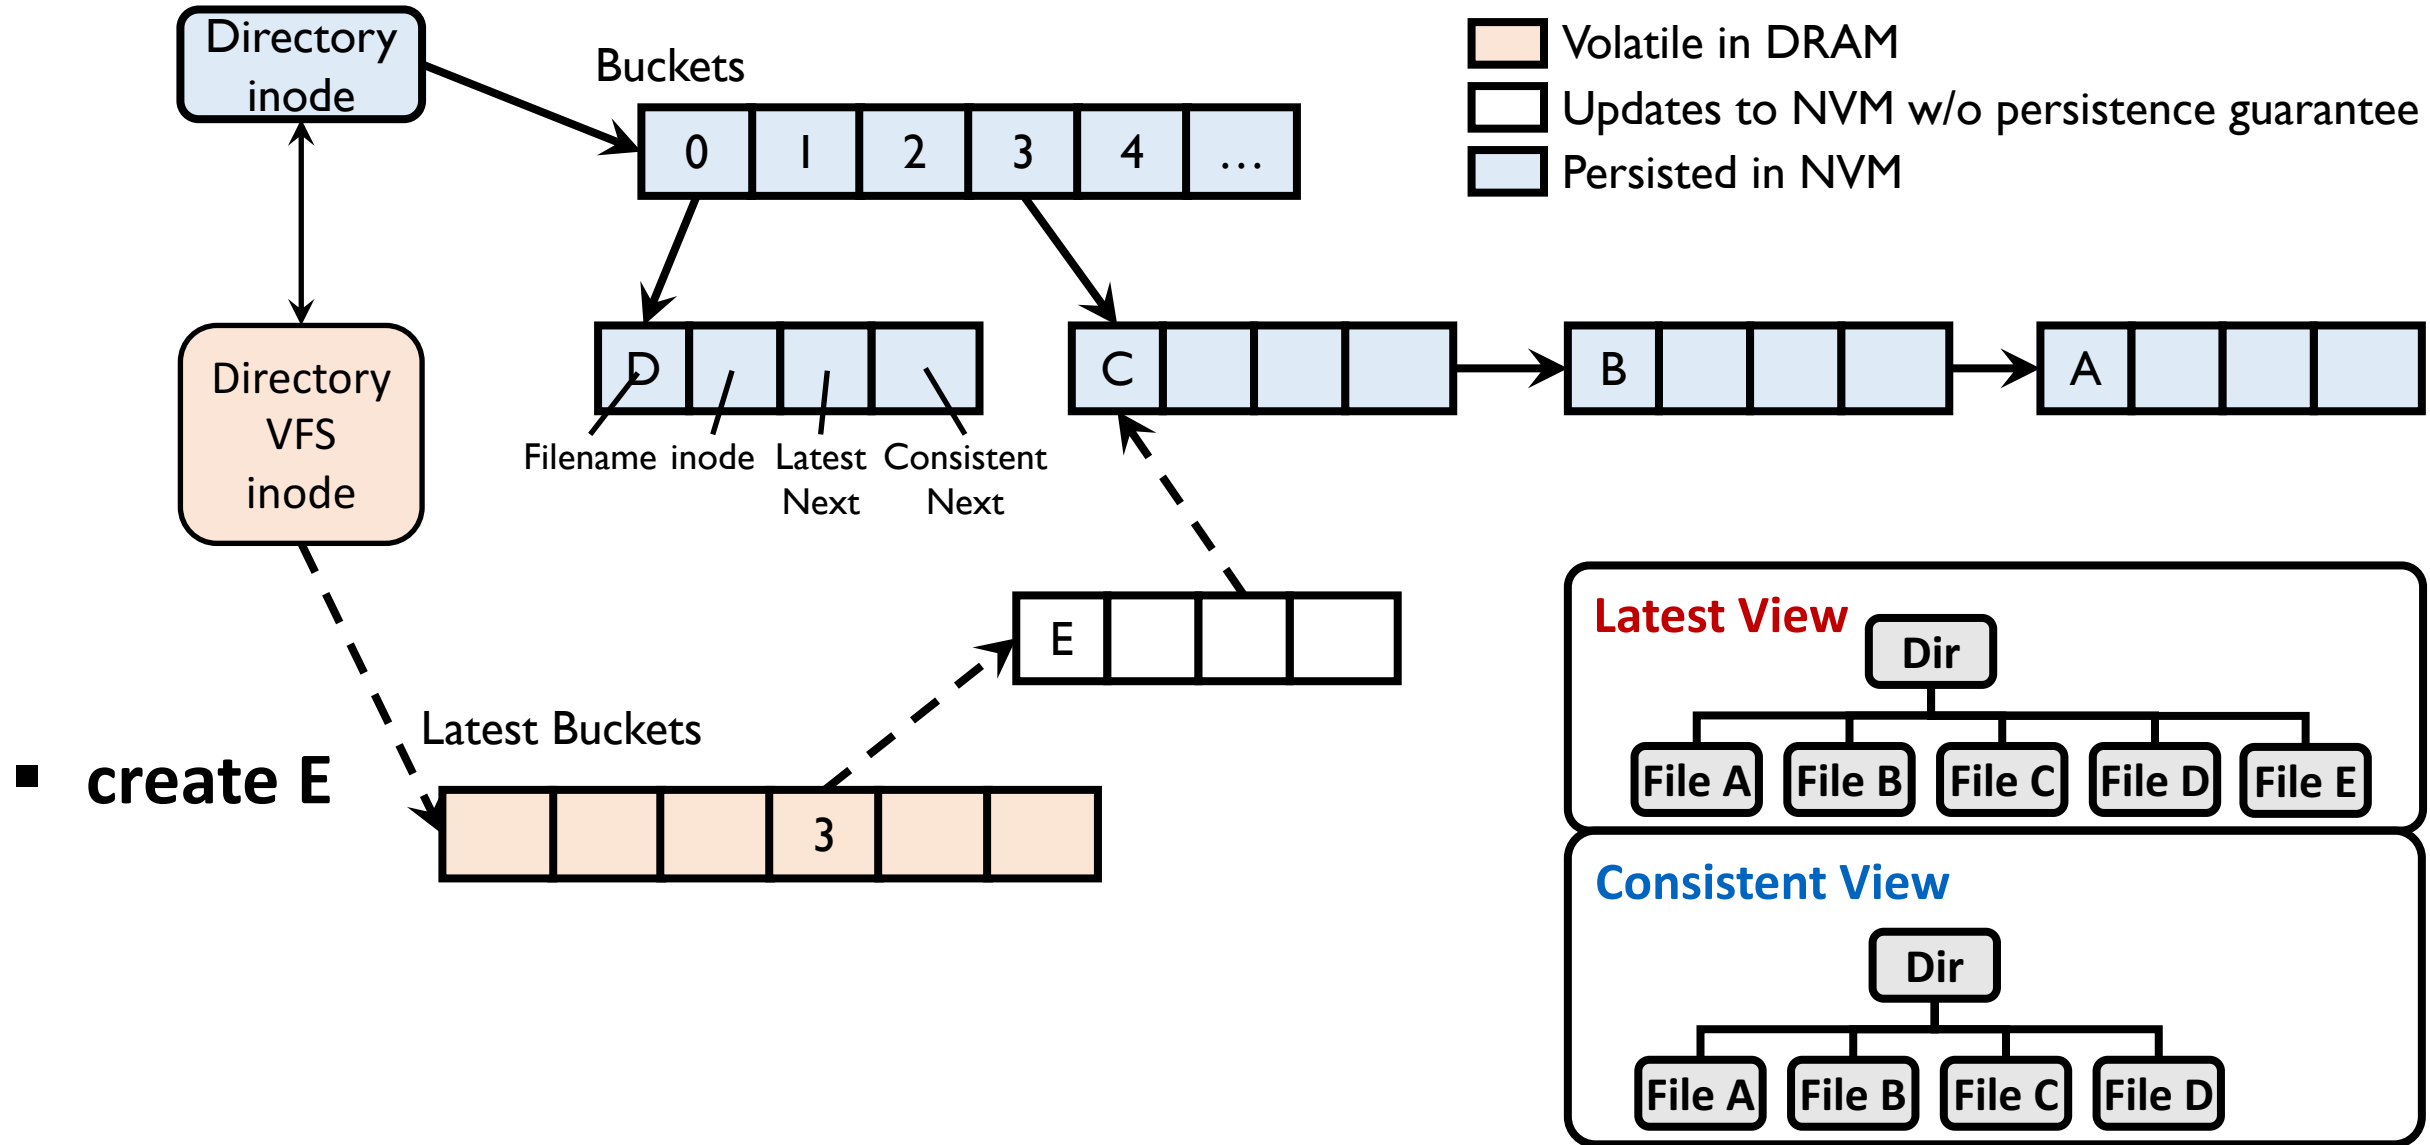 Directory
inode
Buckets
0 1 2 3 4 ...
Volatile in DRAM
Updates to NVM w/o persistence guarantee
Persisted in NVM
Directory
VFS
inode
D
C
B
A
Filename inode Latest Next Consistent Next
E
Latest Buckets
▪ create E
3
Latest View
Dir
File A File B File C File D File E
Consistent View
Dir
File A File B File C File D